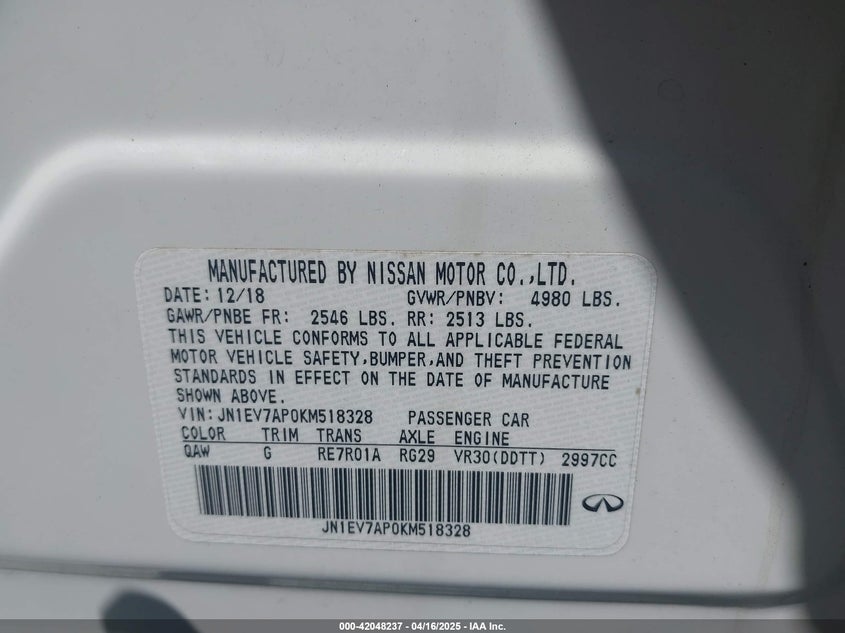 MANUFACTURED BY NISSAN MOTOR CO.,LTD.
DATE: 12/18 GVWR/PNBV: 4980 LBS.
GAWR/PNBE FR: 2546 LBS. RR: 2513 LBS.
THIS VEHICLE CONFORMS TO ALL APPLICABLE FEDERAL
MOTOR VEHICLE SAFETY,BUMPER,AND THEFT PREVENTION
STANDARDS IN EFFECT ON THE DATE OF MANUFACTURE
SHOWN ABOVE.
VIN:JN1EV7AP0KM518328 PASSENGER CAR
COLOR TRIM TRANS AXLE ENGINE
QAW G RE7R01A RG29 VR30(DDTT) 2997CC
JN1EV7AP0KM518328
000-42048237 - 04/16/2025 - IAA Inc.